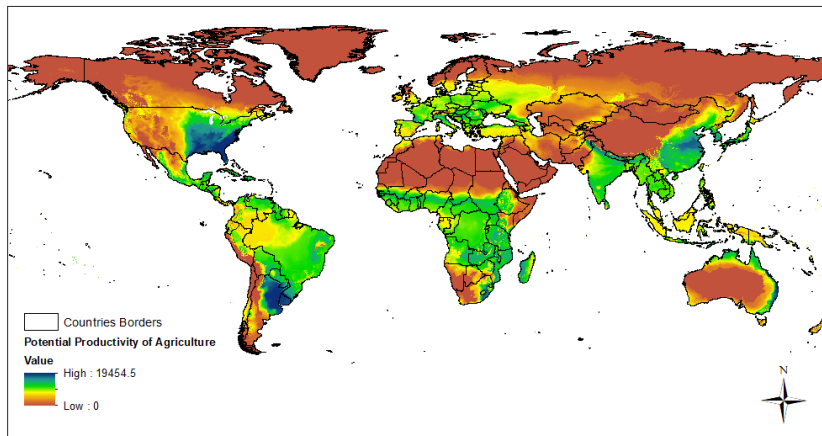 Countries Borders
Potential Productivity of Agriculture
Value
High : 19454.5
Low : 0
N